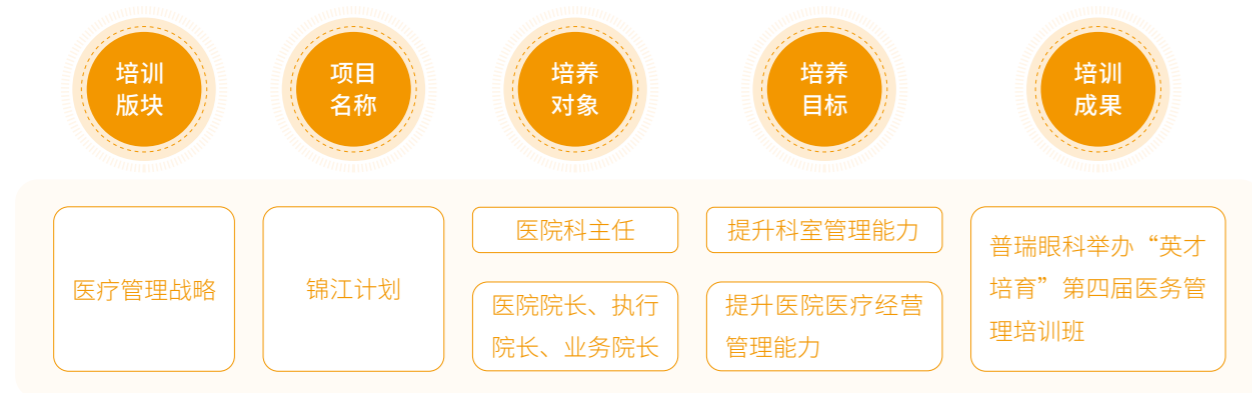 培训
版块
项目
名称
培养
对象
培养
目标
培训
成果
医疗管理战略
锦江计划
医院科主任
医院院长、执行
院长、业务院长
提升科室管理能力
提升医院医疗经营
管理能力
普瑞眼科举办“英才
培育”第四届医务管
理培训班